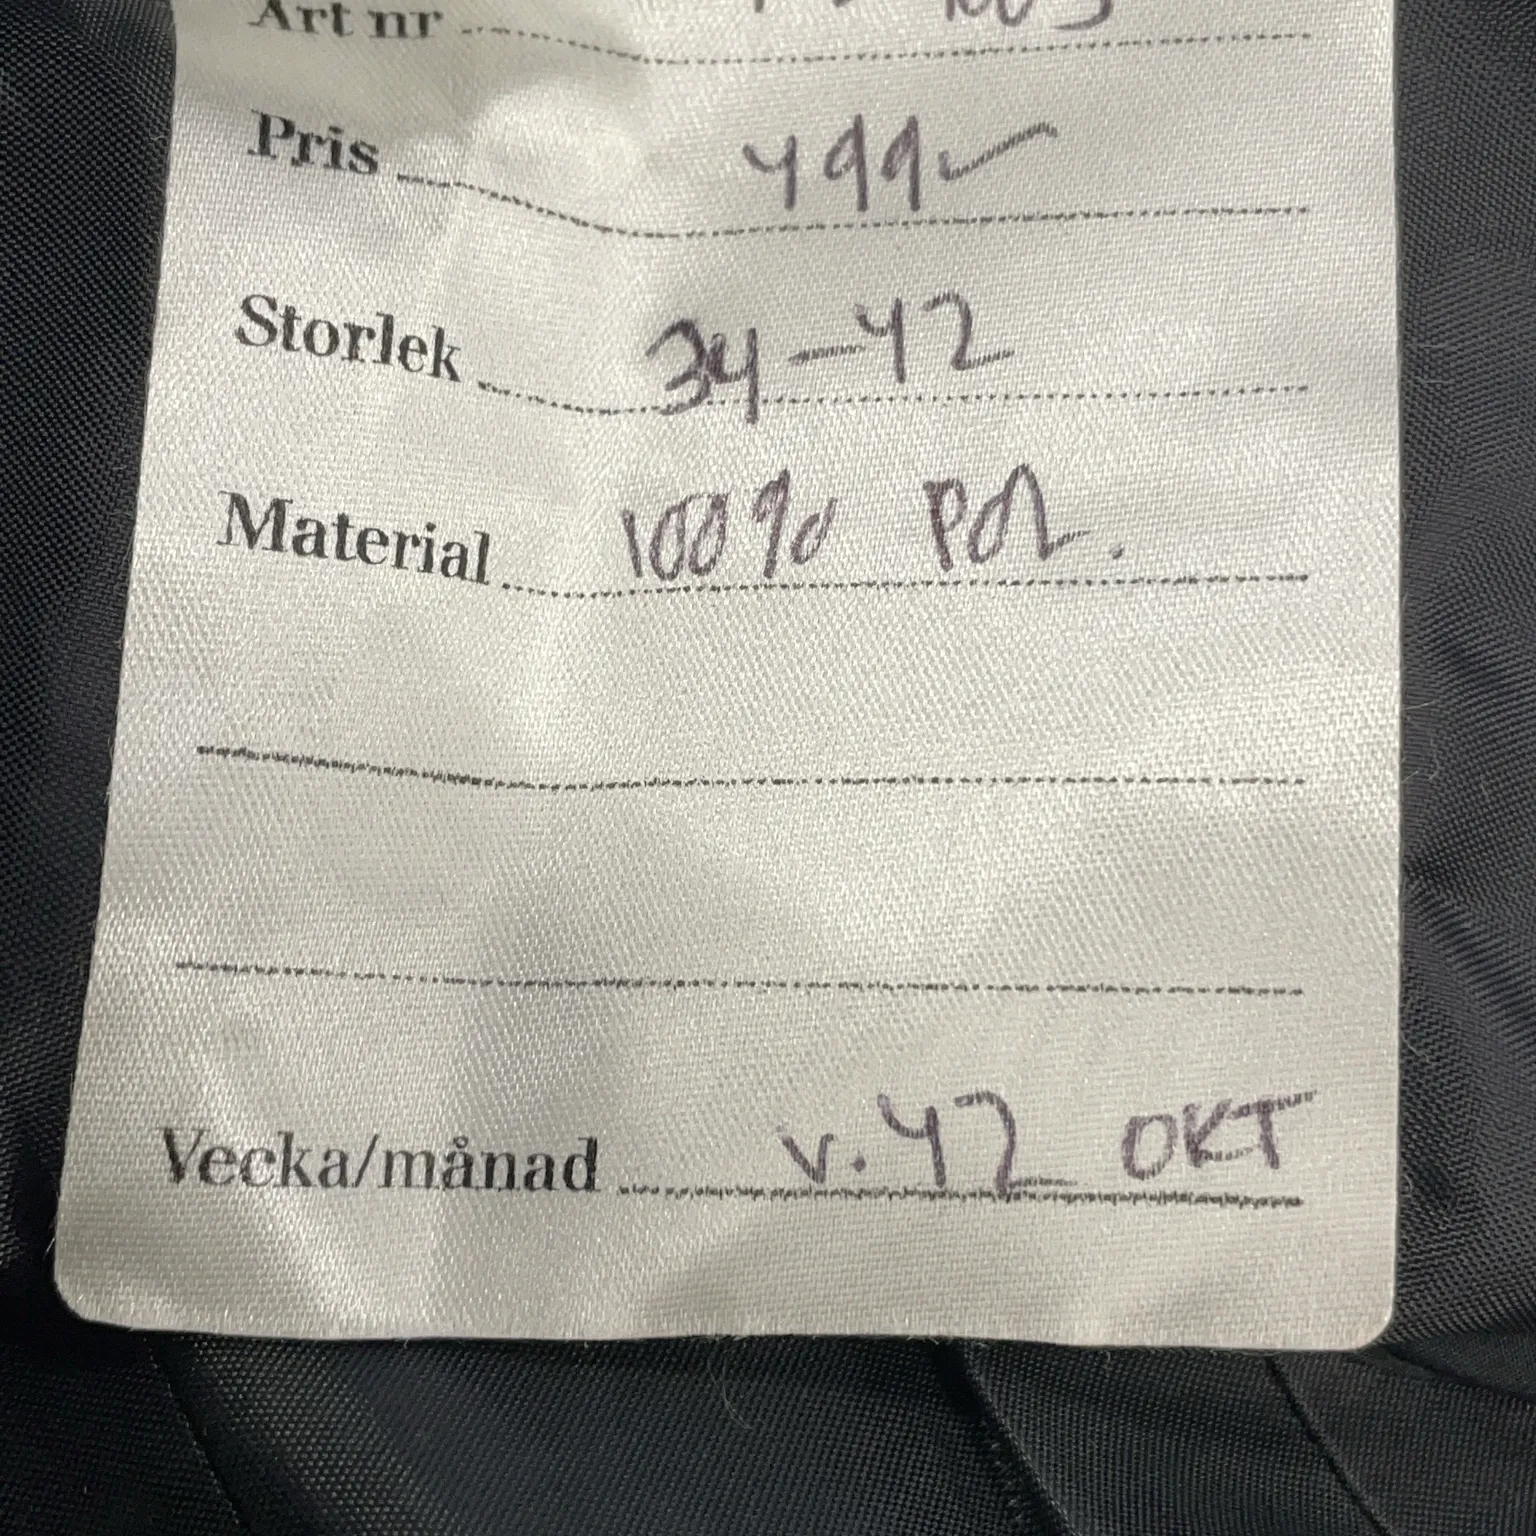 Art nr
Pris 499-
Storlek 34-42
Material 100% POL.
Vecka/månad v.42 OKT